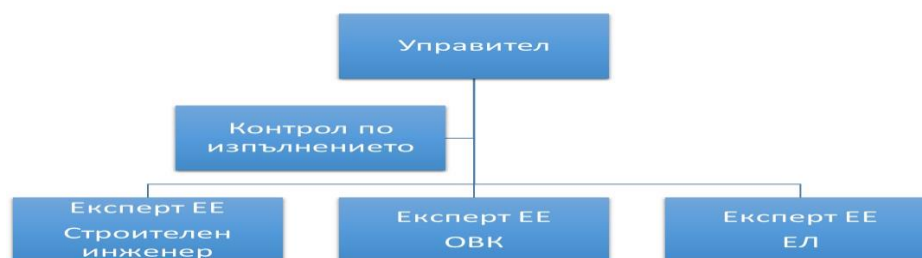 Управител
Контрол по
изпълнението
Експерт ЕЕ
Строителен
инженер
Експерт ЕЕ
ОВК
Експерт ЕЕ
ЕЛ